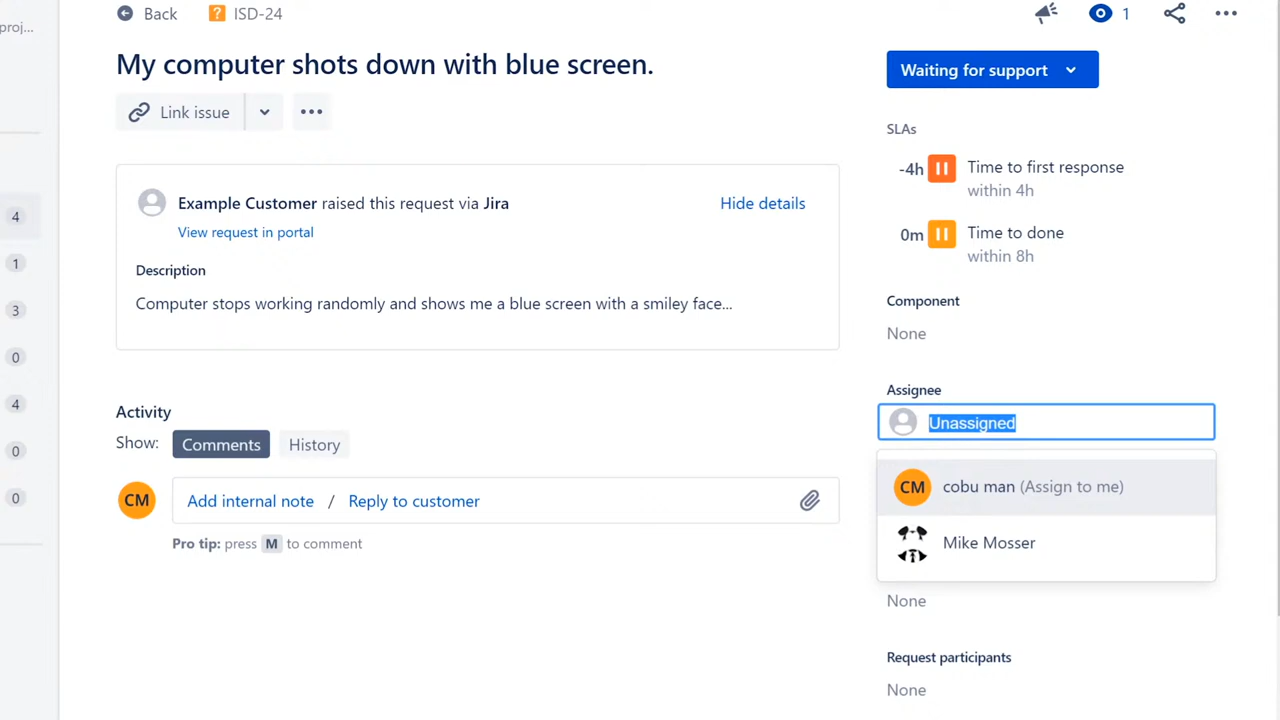 proj...
Back
ISD-24
1
My computer shots down with blue screen.
Link issue
Waiting for support
SLAs
-4h Time to first response
within 4h
0m Time to done
within 8h
Component
None
Assignee
Unassigned
CM cobu man (Assign to me)
Mike Mosser
None
Request participants
None
Example Customer raised this request via Jira
Hide details
View request in portal
Description
Computer stops working randomly and shows me a blue screen with a smiley face...
Activity
Show: Comments History
CM Add internal note / Reply to customer
Pro tip: press M to comment
4
1
3
0
4
0
0